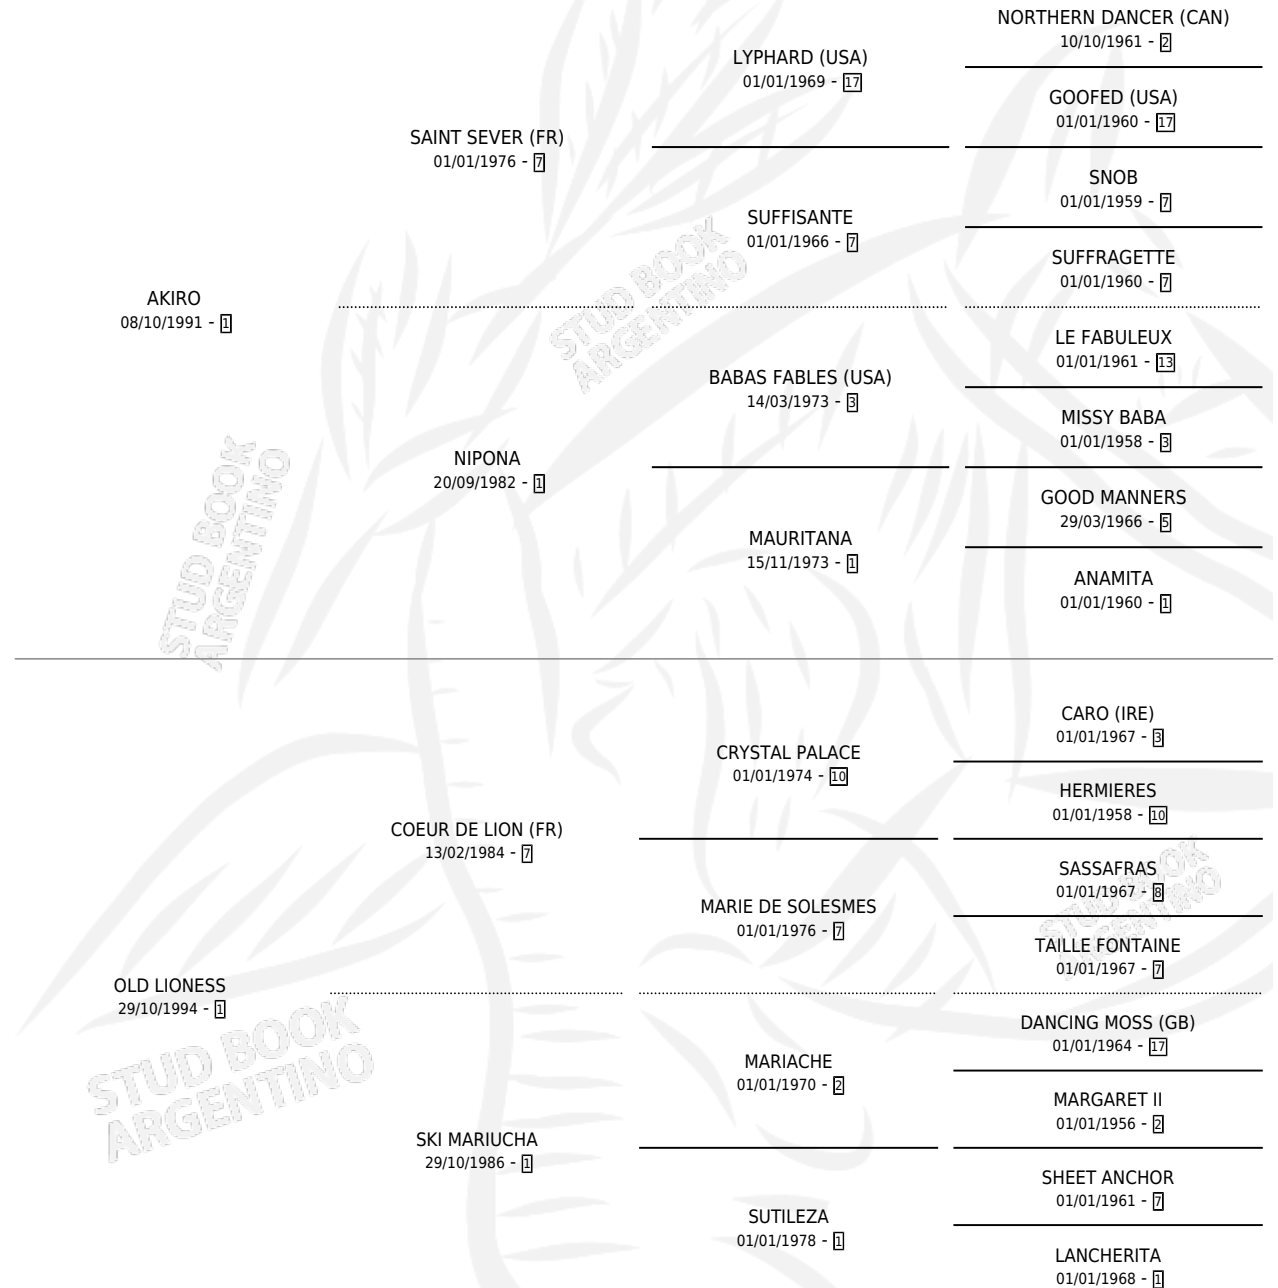 NORTHERN DANCER (CAN)
10/10/1961 - 2
LYPHARD (USA)
01/01/1969 - 17
GOOFED (USA)
01/01/1960 - 17
SAINT SEVER (FR)
01/01/1976 - 7
SNOB
01/01/1959 - 7
SUFFISANTE
01/01/1966 - 7
SUFFRAGETTE
01/01/1960 - 7
AKIRO
08/10/1991 - 1
STUD BOOK
ARGENTINO
LE FABULEUX
01/01/1961 - 13
BABAS FABLES (USA)
14/03/1973 - 3
MISSY BABA
01/01/1958 - 3
NIPONA
20/09/1982 - 1
GOOD MANNERS
29/03/1966 - 5
MAURITANA
15/11/1973 - 1
ANAMITA
01/01/1960 - 1
STUD BOOK
ARGENTINO
CARO (IRE)
01/01/1967 - 3
CRYSTAL PALACE
01/01/1974 - 10
HERMIERES
01/01/1958 - 10
COEUR DE LION (FR)
13/02/1984 - 7
SASSAFRAS
01/01/1967 - 8
STUD BOOK
ARGENTINO
MARIE DE SOLESMES
01/01/1976 - 7
TAILLE FONTAINE
01/01/1967 - 7
OLD LIONESS
29/10/1994 - 1
STUD BOOK
ARGENTINO
DANCING MOSS (GB)
01/01/1964 - 17
MARIACHE
01/01/1970 - 2
MARGARET II
01/01/1956 - 2
SKI MARIUCHA
29/10/1986 - 1
SHEET ANCHOR
01/01/1961 - 7
SUTILEZA
01/01/1978 - 1
LANCHERITA
01/01/1968 - 1